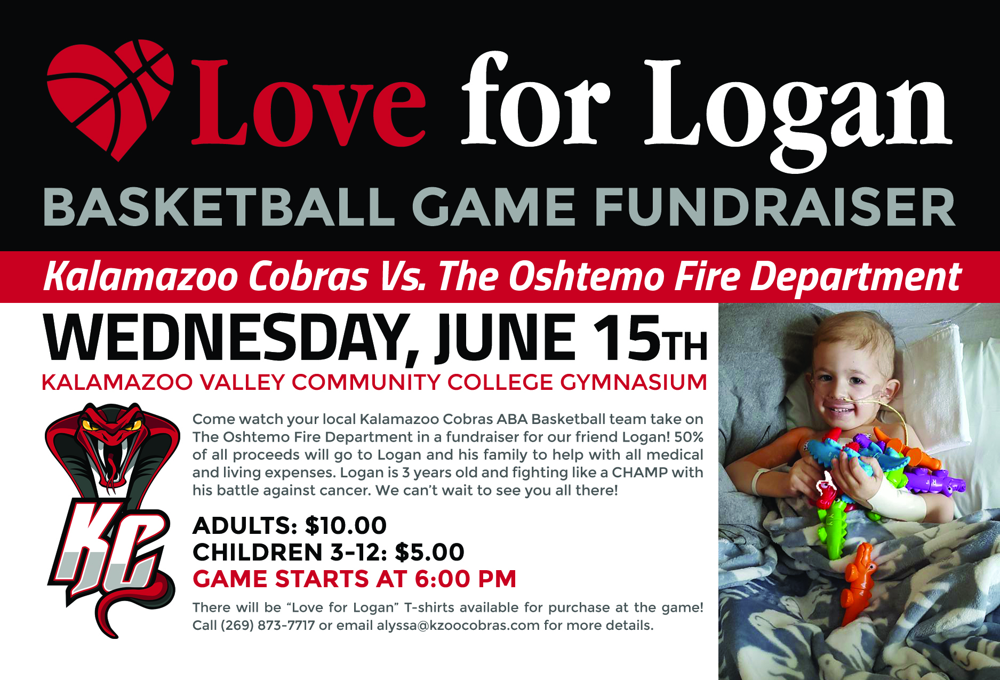 Love for Logan
BASKETBALL GAME FUNDRAISER
Kalamazoo Cobras Vs. The Oshtemo Fire Department
WEDNESDAY, JUNE 15TH
KALAMAZOO VALLEY COMMUNITY COLLEGE GYMNASIUM
Come watch your local Kalamazoo Cobras ABA Basketball team take on
The Oshtemo Fire Department in a fundraiser for our friend Logan! 50%
of all proceeds will go to Logan and his family to help with all medical
and living expenses. Logan is 3 years old and fighting like a CHAMP with
his battle against cancer. We can't wait to see you all there!
KC
ADULTS: $10.00
CHILDREN 3-12: $5.00
GAME STARTS AT 6:00 PM
There will be “Love for Logan” T-shirts available for purchase at the game!
Call (269) 873-7717 or email alyssa@kzoocobras.com for more details.